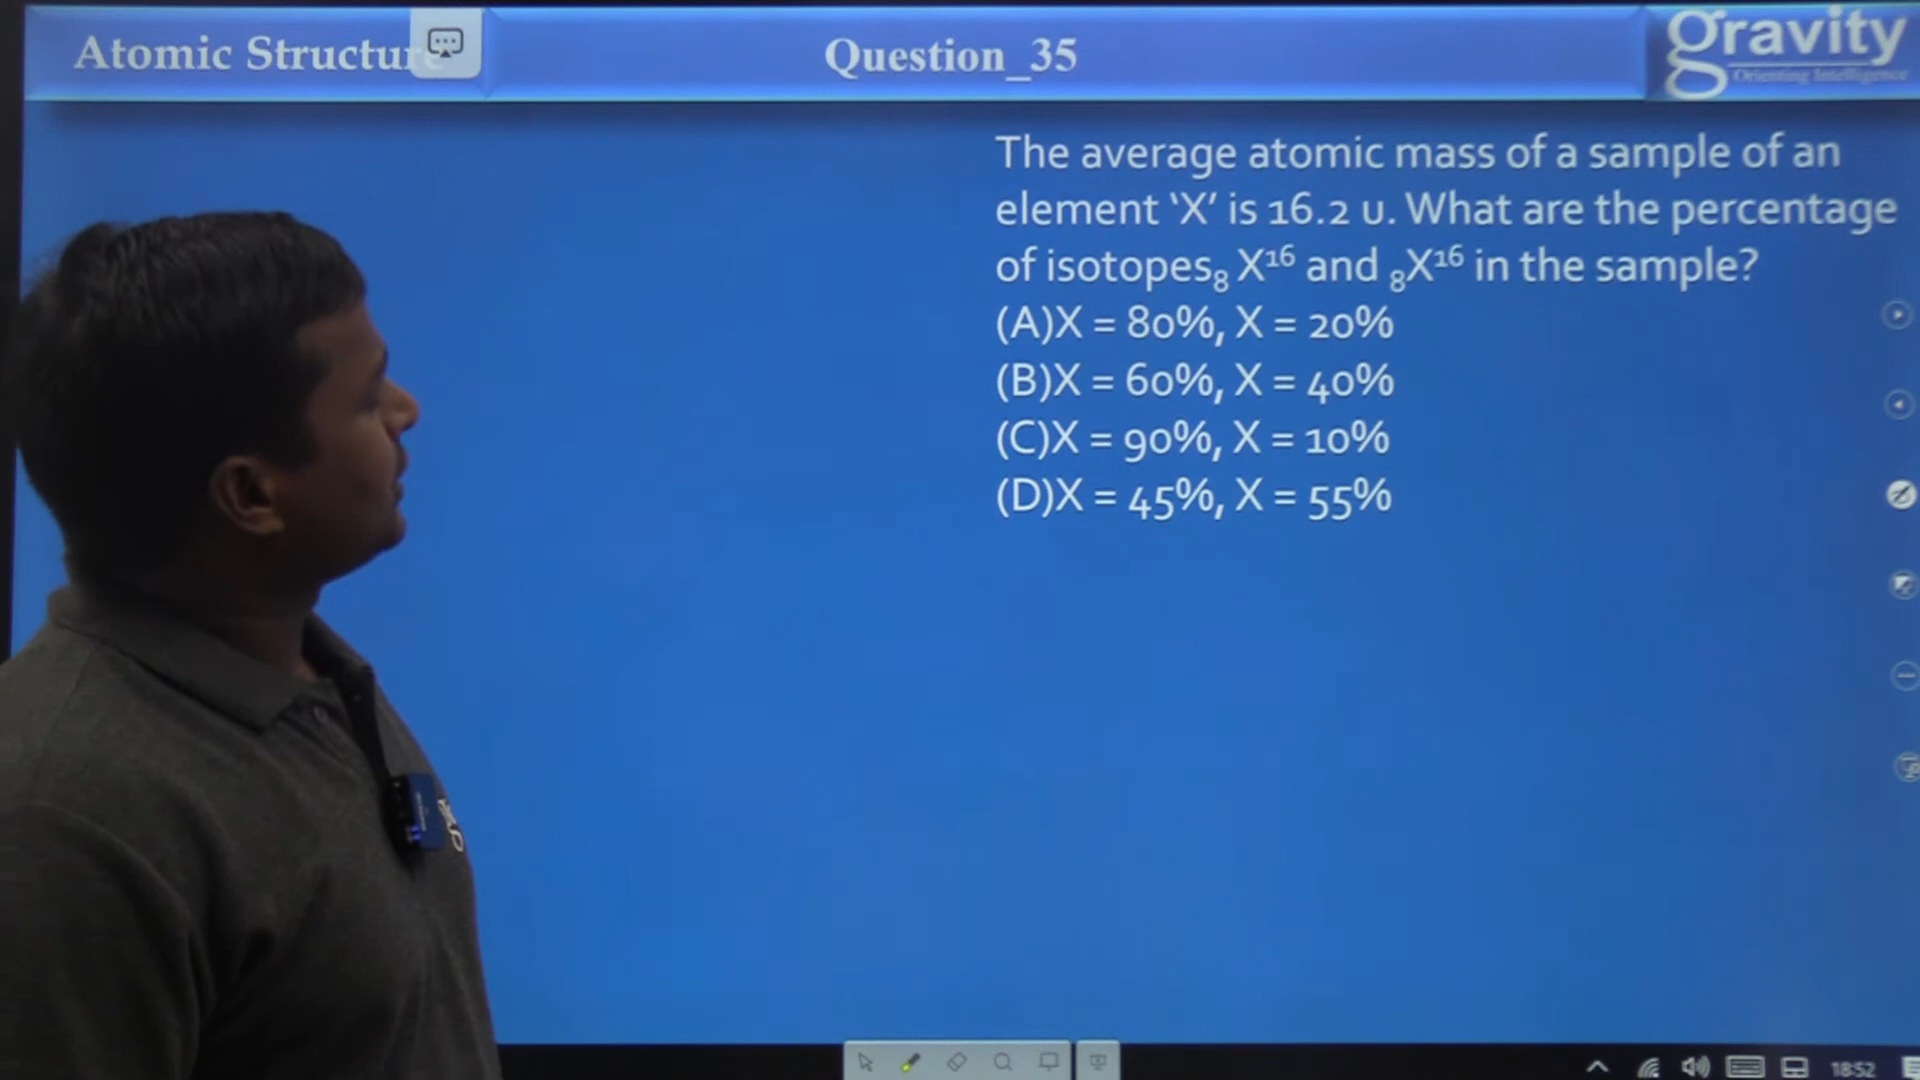 Atomic Structure
Question_35
gravity
Orienting Intelligence
The average atomic mass of a sample of an
element ‘X’ is 16.2 u. What are the percentage
of isotopes₈ X¹⁶ and ₈X¹⁶ in the sample?
(A)X = 80%, X = 20%
(B)X = 60%, X = 40%
(C)X = 90%, X = 10%
(D)X = 45%, X = 55%
18:52